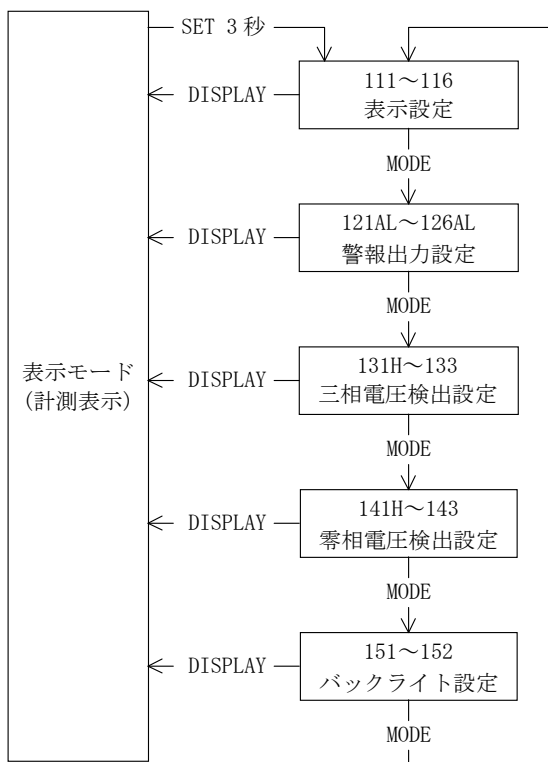 SET 3秒
111～116
表示設定
DISPLAY
MODE
121AL～126AL
警報出力設定
DISPLAY
MODE
表示モード
(計測表示)
131H～133
三相電圧検出設定
DISPLAY
MODE
141H～143
零相電圧検出設定
DISPLAY
MODE
151～152
バックライト設定
DISPLAY
MODE